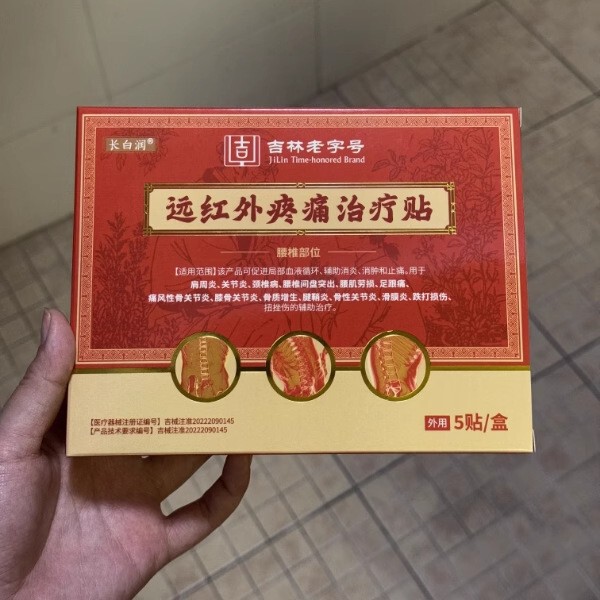 长白润®
吉林老字号
JiLin Time-honored Brand
远红外疼痛治疗贴
腰椎部位
【适用范围】该产品可促进局部血液循环、辅助消炎、消肿和止痛。用于
肩周炎、关节炎、颈椎病、腰椎间盘突出、腰肌劳损、足跟痛、
痛风性骨关节炎、膝骨关节炎、骨质增生、腱鞘炎、骨性关节炎、滑膜炎、跌打损伤、
扭挫伤的辅助治疗。
【医疗器械注册证编号】吉械注准20222090145
【产品技术要求编号】吉械注准20222090145
外用 5贴/盒